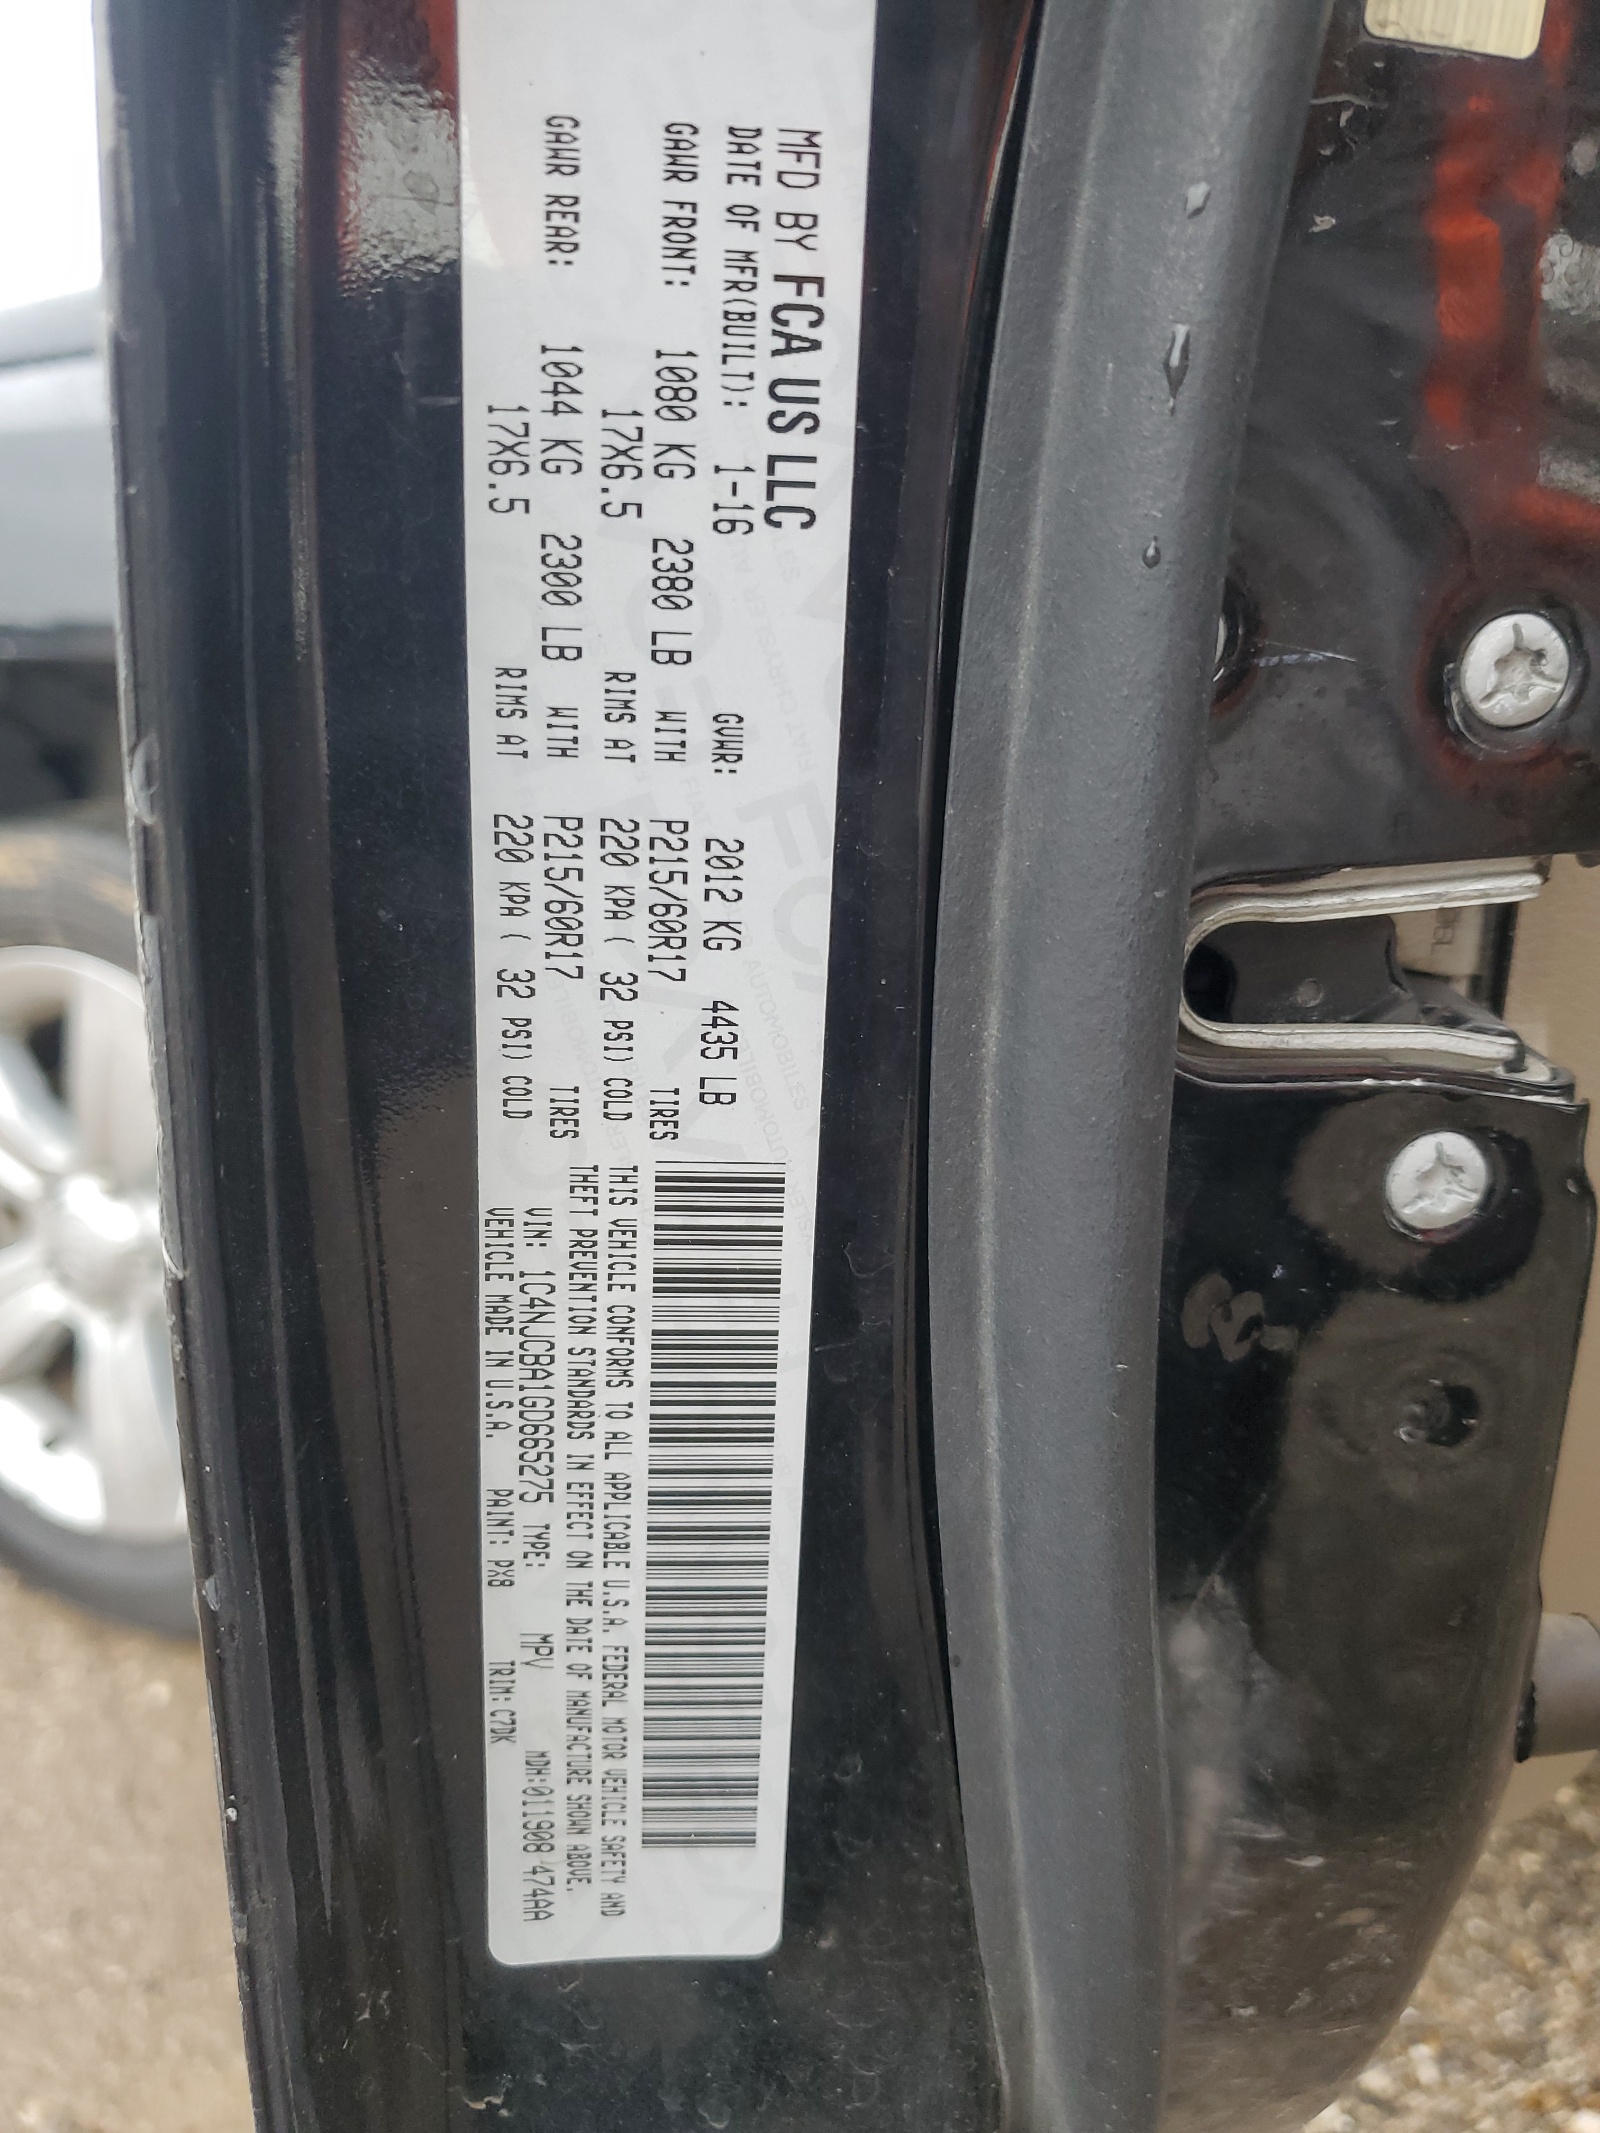 MFD BY FCA US LLC
DATE OF MFR(BUILT): 1-16 GVWR: 2012 KG 4435 LB
GAWR FRONT: 1080 KG 2380 LB WITH P215/60R17 TIRES
17X6.5 RIMS AT 220 KPA ( 32 PSI) COLD
GAWR REAR: 1044 KG 2300 LB WITH P215/60R17 TIRES
17X6.5 RIMS AT 220 KPA ( 32 PSI) COLD
THIS VEHICLE CONFORMS TO ALL APPLICABLE U.S.A. FEDERAL MOTOR VEHICLE SAFETY AND
THEFT PREVENTION STANDARDS IN EFFECT ON THE DATE OF MANUFACTURE SHOWN ABOVE.
VIN: 1C4NJCBA1GD665275 TYPE: MPV MDH:011908 474AA
VEHICLE MADE IN U.S.A. PAINT: PX8 TRIM: C7DK